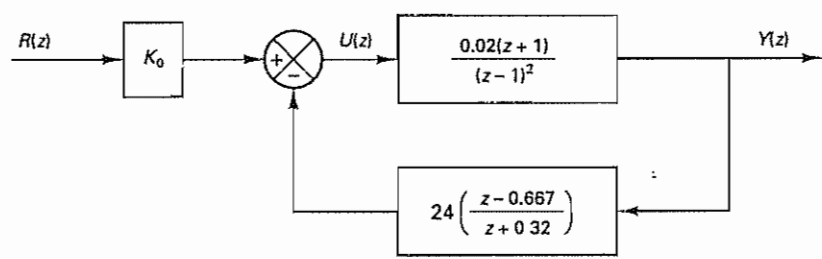 R(z)
K₀
+
−
U(z)
0.02(z + 1)
(z − 1)²
Y(z)
24 ( z − 0.667
z + 0 32 )